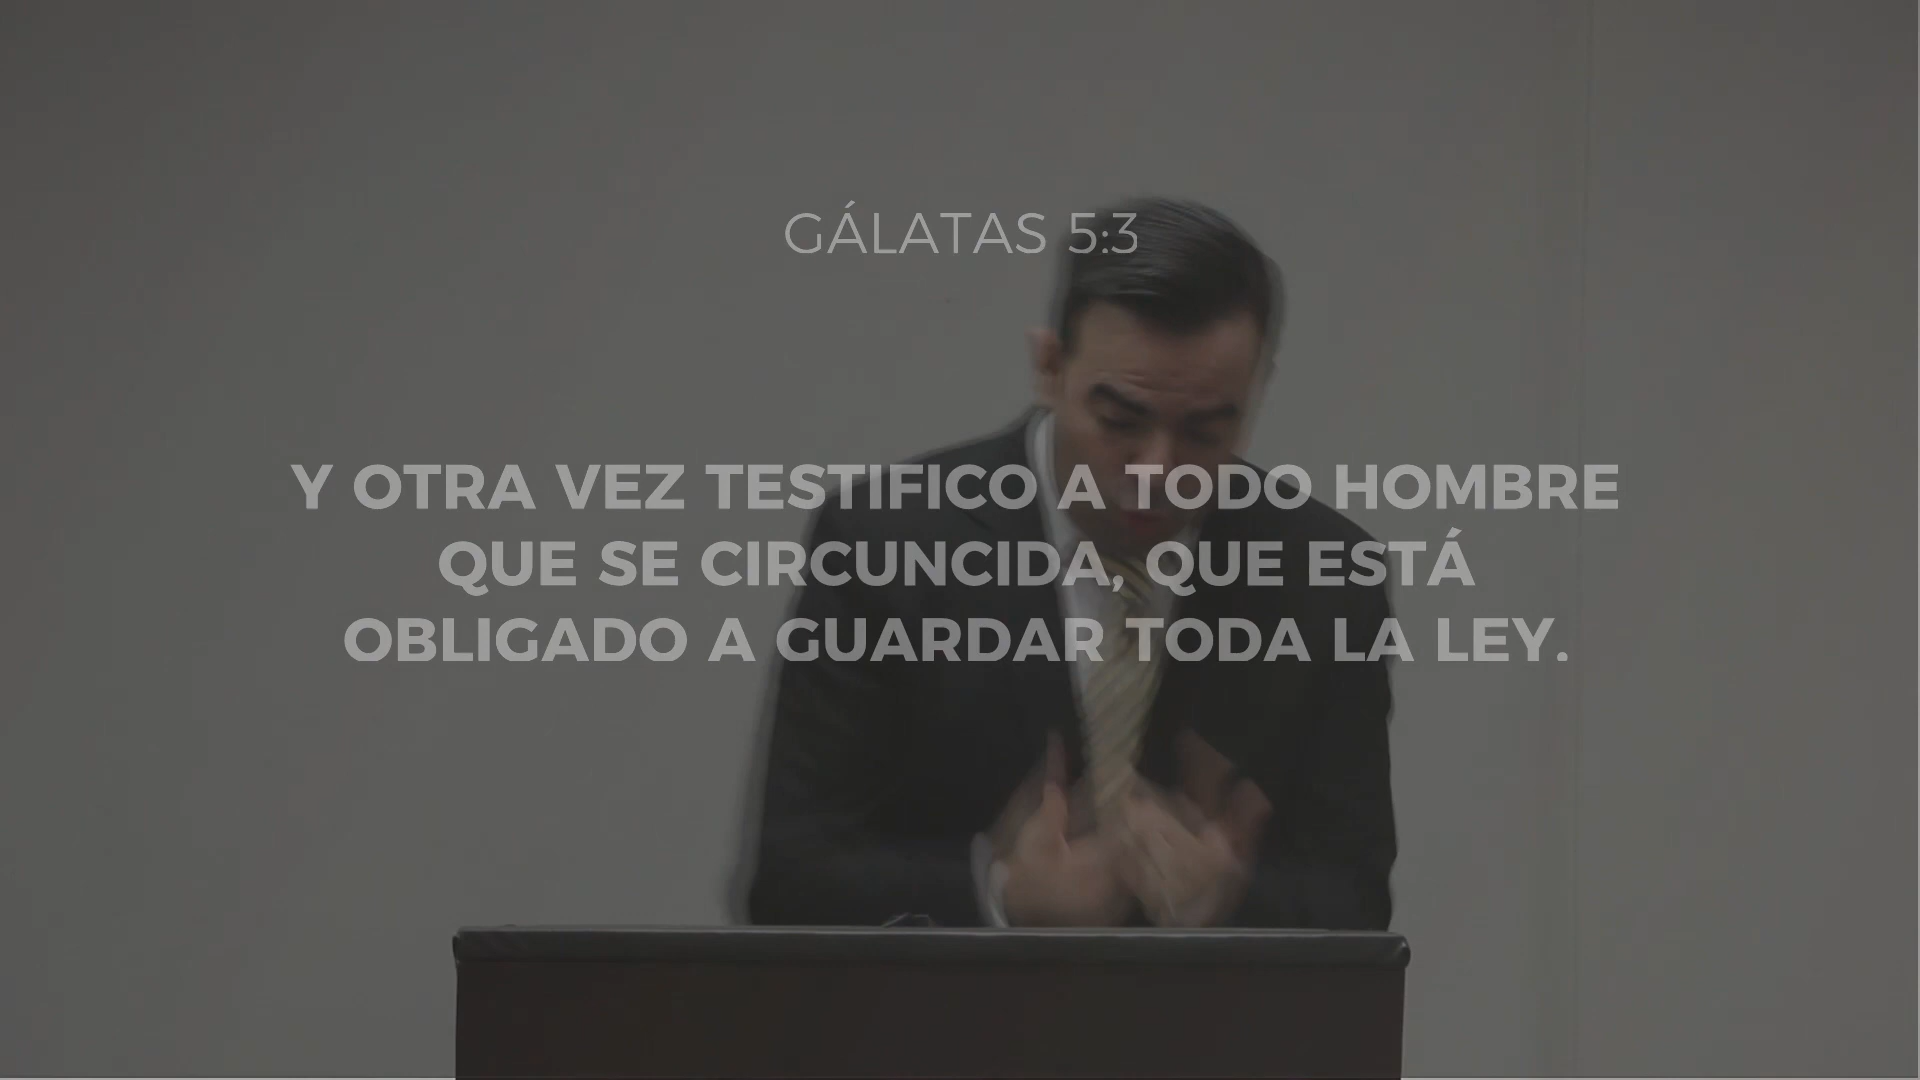 GÁLATAS 5:3
Y OTRA VEZ TESTIFICO A TODO HOMBRE
QUE SE CIRCUNCIDA, QUE ESTÁ
OBLIGADO A GUARDAR TODA LA LEY.